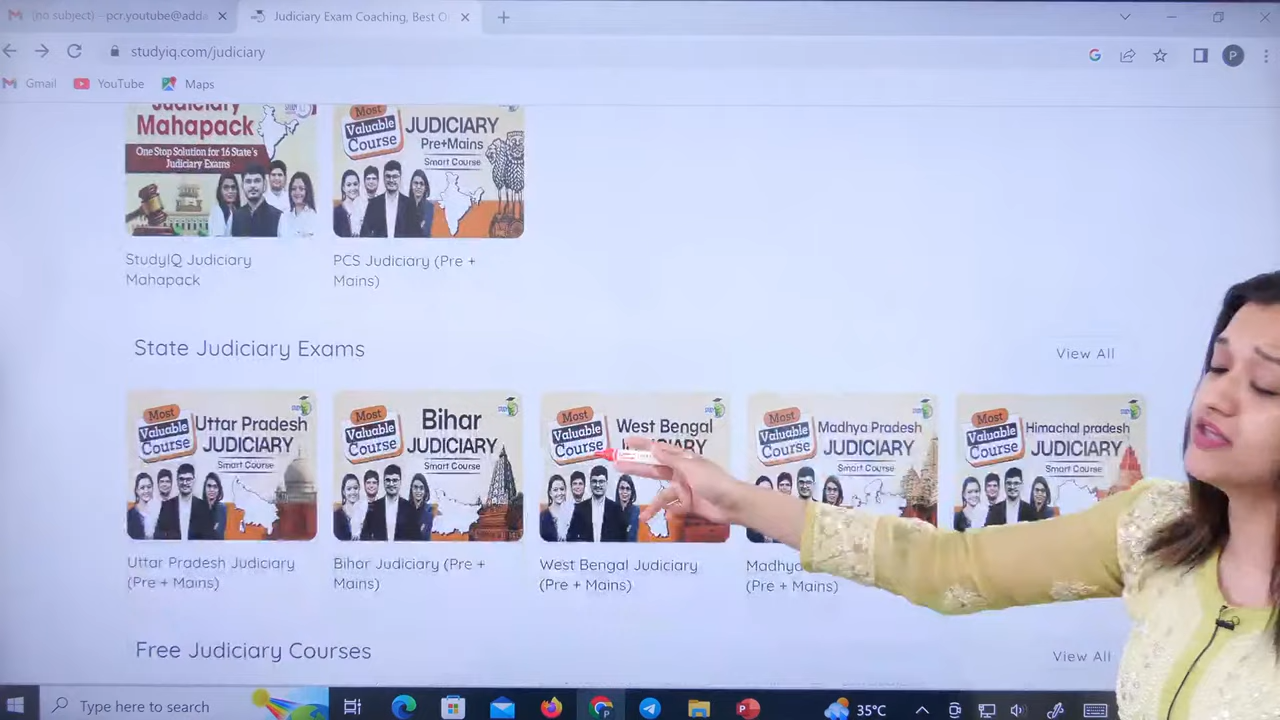 (no subject) - pcr.youtube@adda
Judiciary Exam Coaching, Best O
studyiq.com/judiciary
P
Gmail
YouTube
Maps
Judiciary
Mahapack
One Stop Solution for 16 State's
Judiciary Exams
Most
Valuable
Course
JUDICIARY
Pre+Mains
Smart Course
StudyIQ Judiciary
Mahapack
PCS Judiciary (Pre +
Mains)
State Judiciary Exams
View All
Most
Valuable
Course
Uttar Pradesh
JUDICIARY
Smart Course
Most
Valuable
Course
Bihar
JUDICIARY
Smart Course
Most
Valuable
Course
West Bengal
JUDICIARY
Most
Valuable
Course
Madhya Pradesh
JUDICIARY
Smart Course
Most
Valuable
Course
Himachal pradesh
JUDICIARY
Smart Course
Uttar Pradesh Judiciary
(Pre + Mains)
Bihar Judiciary (Pre +
Mains)
West Bengal Judiciary
(Pre + Mains)
Madhya
(Pre + Mains)
Free Judiciary Courses
View All
Type here to search
35°C